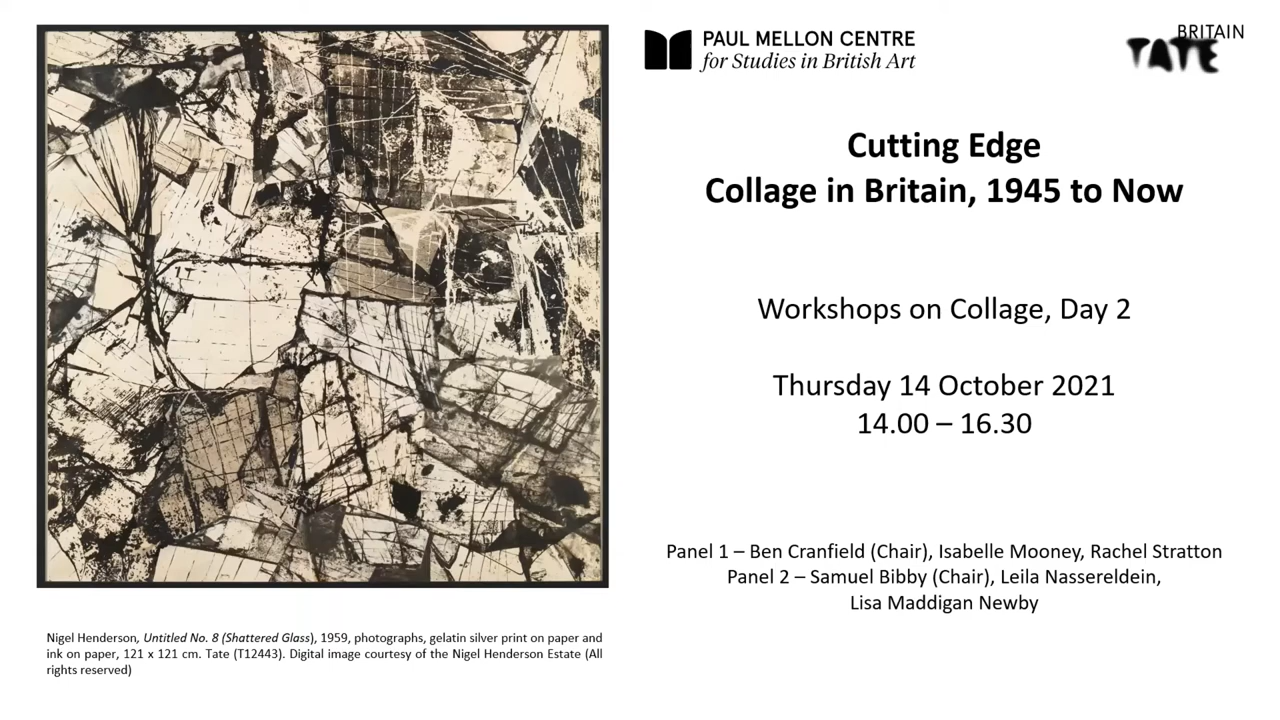 PAUL MELLON CENTRE
for Studies in British Art
BRITAIN
TATE
Cutting Edge
Collage in Britain, 1945 to Now
Workshops on Collage, Day 2
Thursday 14 October 2021
14.00 – 16.30
Panel 1 – Ben Cranfield (Chair), Isabelle Mooney, Rachel Stratton
Panel 2 – Samuel Bibby (Chair), Leila Nassereldein,
Lisa Maddigan Newby
Nigel Henderson, Untitled No. 8 (Shattered Glass), 1959, photographs, gelatin silver print on paper and
ink on paper, 121 x 121 cm. Tate (T12443). Digital image courtesy of the Nigel Henderson Estate (All
rights reserved)